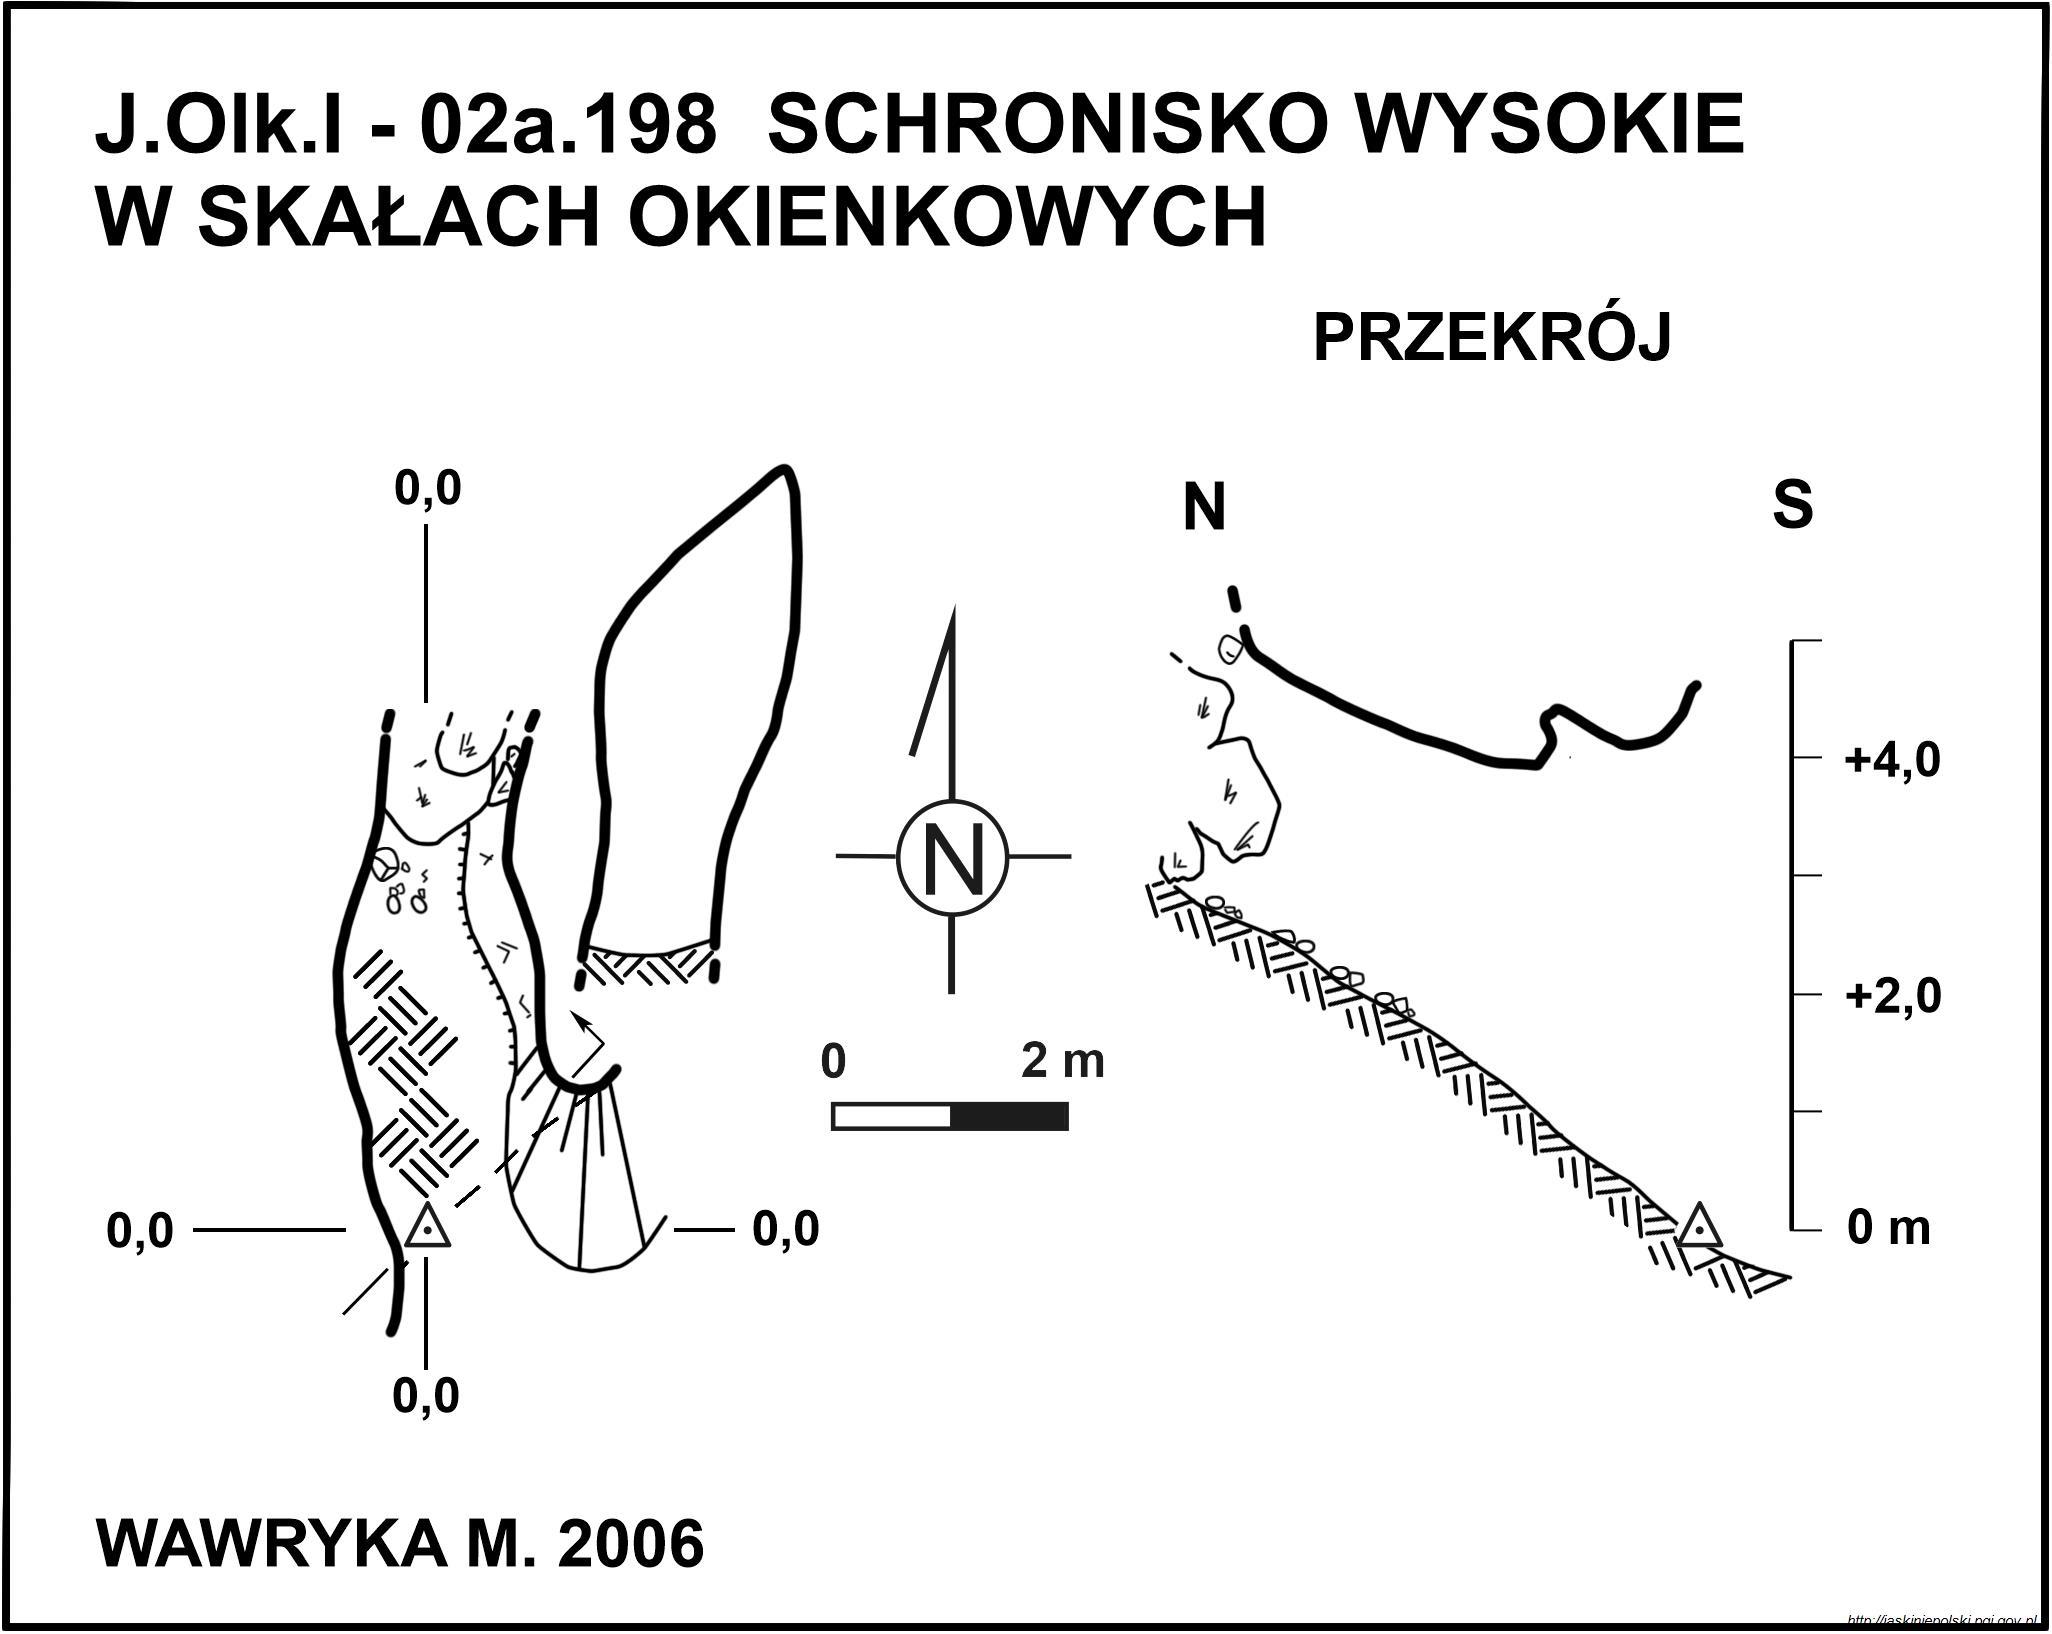 J.Olk.I - 02a.198 SCHRONISKO WYSOKIE
W SKAŁACH OKIENKOWYCH
PRZEKRÓJ
0,0
N
S
+4,0
N
0
2 m
+2,0
0,0
0,0
0 m
0,0
WAWRYKA M. 2006
http://jaskiniepolski.pgi.gov.pl